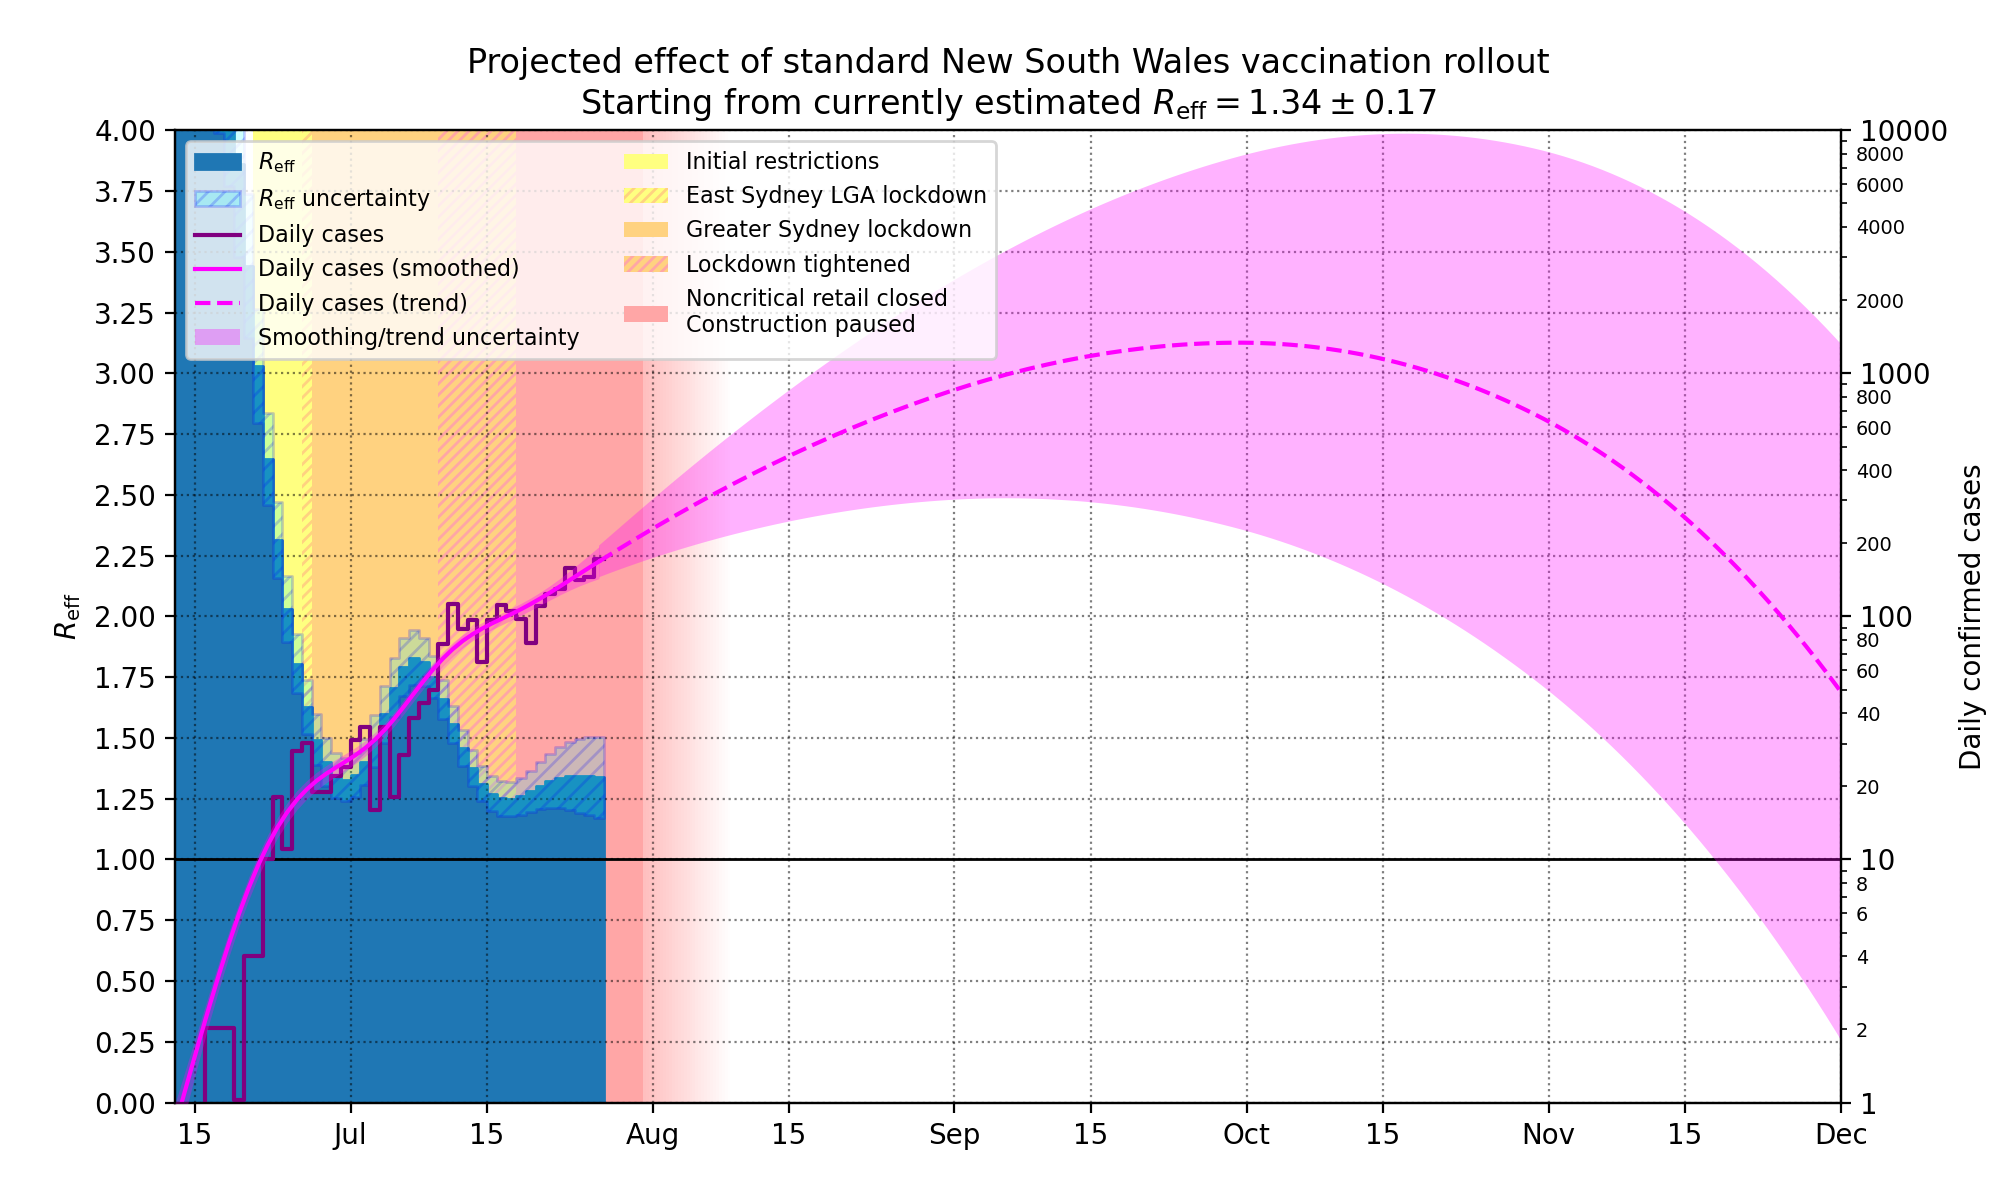 Projected effect of standard New South Wales vaccination rollout
Starting from currently estimated R_eff = 1.34 ± 0.17
R_eff
R_eff uncertainty
Daily cases
Daily cases (smoothed)
Daily cases (trend)
Smoothing/trend uncertainty
Initial restrictions
East Sydney LGA lockdown
Greater Sydney lockdown
Lockdown tightened
Noncritical retail closed
Construction paused
R_eff
4.00
3.75
3.50
3.25
3.00
2.75
2.50
2.25
2.00
1.75
1.50
1.25
1.00
0.75
0.50
0.25
0.00
15
Jul
15
Aug
15
Sep
15
Oct
15
Nov
15
Dec
10000
8000
6000
4000
2000
1000
800
600
400
200
100
80
60
40
20
10
8
6
4
2
1
Daily confirmed cases